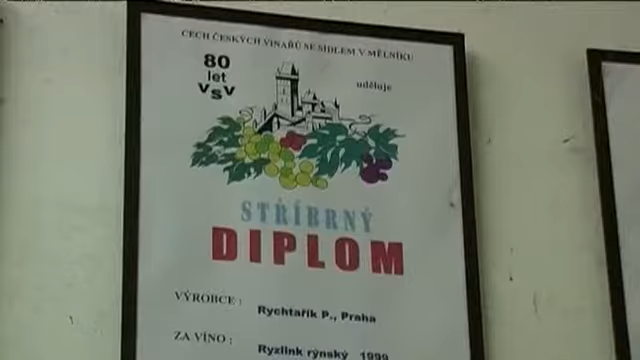 CECH ČESKÝCH VINAŘŮ SE SÍDLEM V MĚLNÍKU
80
let
VSV
uděluje
STŘÍBRNÝ
DIPLOM
VÝROBCE : Rychtařík P., Praha
ZA VÍNO : Ryzlink rýnský 1999